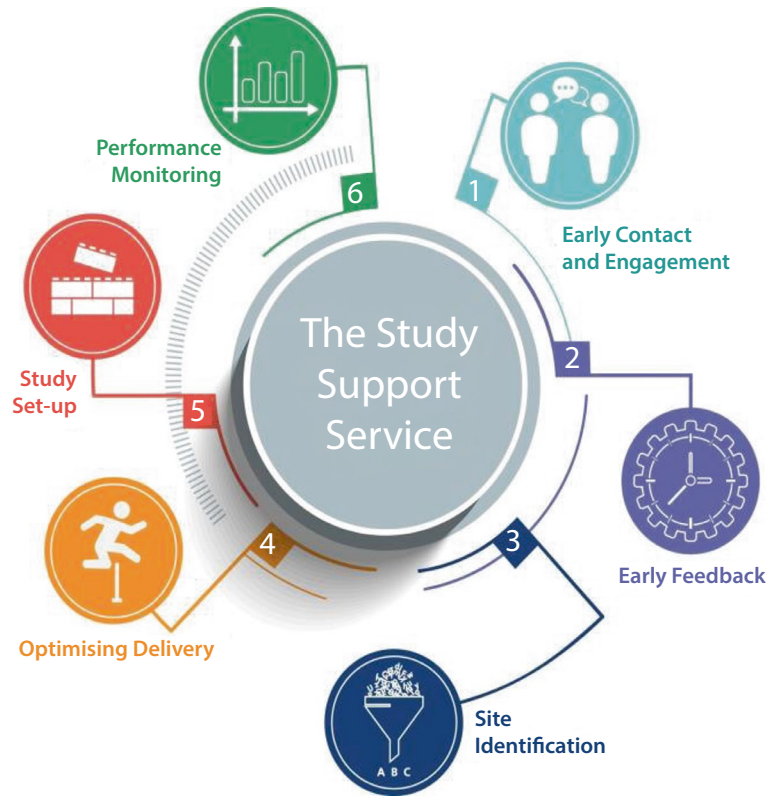 The Study
Support
Service
1
Early Contact
and Engagement
2
Early Feedback
3
Site
Identification
A B C
4
Optimising Delivery
5
Study
Set-up
6
Performance
Monitoring